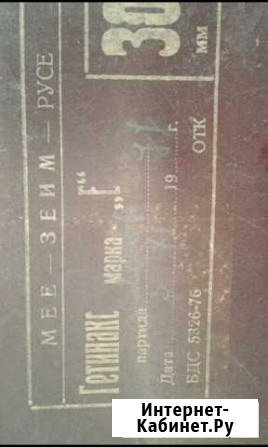 МЕЕ — ЗЕИМ — РУСЕ
Гетинакс марка „Г“
партида
Дата 19 г.
БДС 5326-76 ОТК
мм
Интернет-
Кабинет.Ру